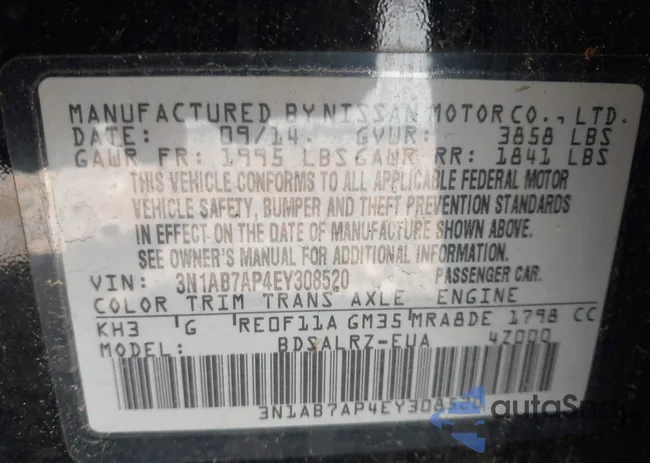 MANUFACTURED BY NISSAN MOTOR CO., LTD.
DATE: 09/14 GVWR: 3858 LBS
GAWR FR: 1995 LBS GAWR RR: 1841 LBS
THIS VEHICLE CONFORMS TO ALL APPLICABLE FEDERAL MOTOR
VEHICLE SAFETY, BUMPER AND THEFT PREVENTION STANDARDS
IN EFFECT ON THE DATE OF MANUFACTURE SHOWN ABOVE.
SEE OWNER'S MANUAL FOR ADDITIONAL INFORMATION.
VIN: 3N1AB7AP4EY308520 PASSENGER CAR.
COLOR TRIM TRANS AXLE ENGINE
KH3 G RE0F11A GM35 MRA8DE 1798 CC
MODEL: BDSALRZ-EUA 4Z000
3N1AB7AP4EY308520